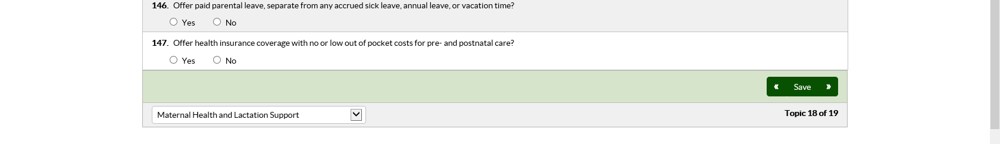 146. Offer paid parental leave, separate from any accrued sick leave, annual leave, or vacation time?
Yes No
147. Offer health insurance coverage with no or low out of pocket costs for pre- and postnatal care?
Yes No
« Save »
Maternal Health and Lactation Support Topic 18 of 19